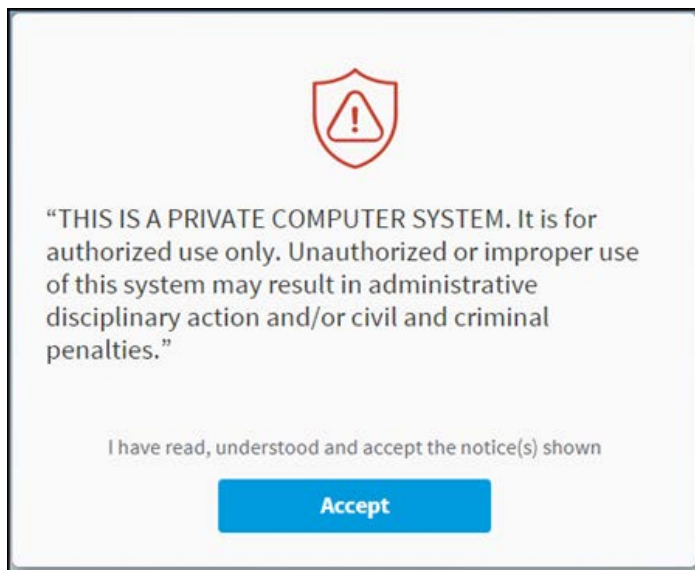 “THIS IS A PRIVATE COMPUTER SYSTEM. It is for
authorized use only. Unauthorized or improper use
of this system may result in administrative
disciplinary action and/or civil and criminal
penalties.”
I have read, understood and accept the notice(s) shown
Accept